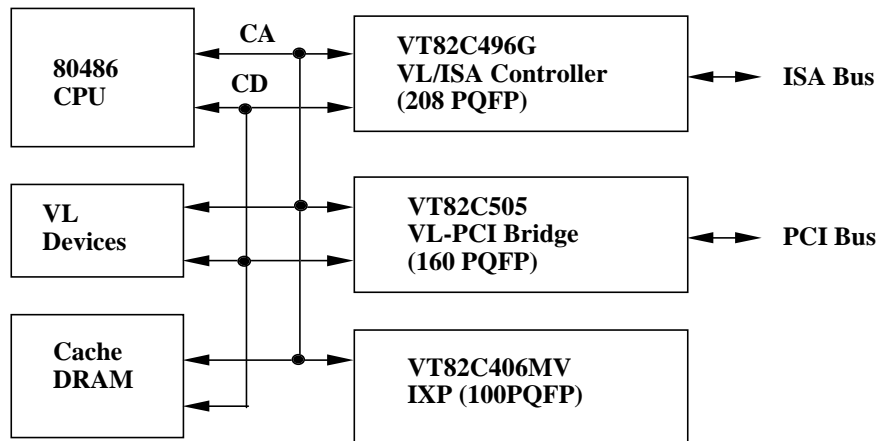 80486
CPU
CA
CD
VT82C496G
VL/ISA Controller
(208 PQFP)
ISA Bus
VL
Devices
VT82C505
VL-PCI Bridge
(160 PQFP)
PCI Bus
Cache
DRAM
VT82C406MV
IXP (100PQFP)